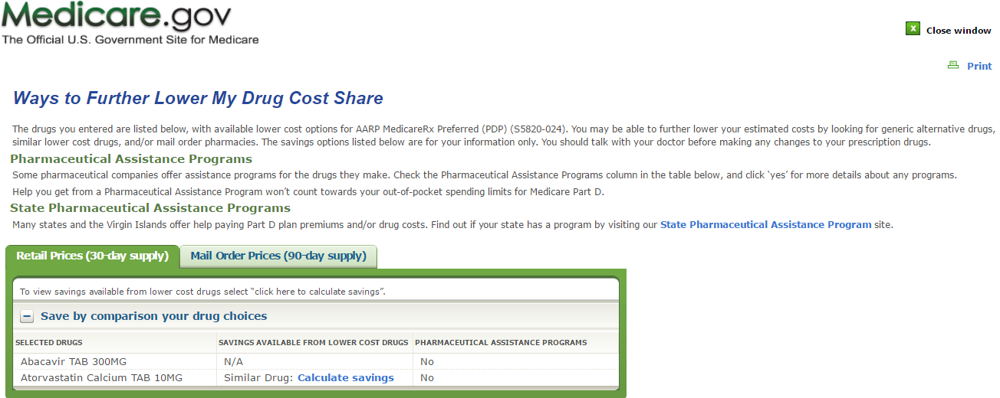 Medicare.gov
The Official U.S. Government Site for Medicare
X Close window
Print
Ways to Further Lower My Drug Cost Share
The drugs you entered are listed below, with available lower cost options for AARP MedicareRx Preferred (PDP) (S5820-024). You may be able to further lower your estimated costs by looking for generic alternative drugs,
similar lower cost drugs, and/or mail order pharmacies. The savings options listed below are for your information only. You should talk with your doctor before making any changes to your prescription drugs.
Pharmaceutical Assistance Programs
Some pharmaceutical companies offer assistance programs for the drugs they make. Check the Pharmaceutical Assistance Programs column in the table below, and click ‘yes’ for more details about any programs.
Help you get from a Pharmaceutical Assistance Program won’t count towards your out-of-pocket spending limits for Medicare Part D.
State Pharmaceutical Assistance Programs
Many states and the Virgin Islands offer help paying Part D plan premiums and/or drug costs. Find out if your state has a program by visiting our State Pharmaceutical Assistance Program site.
Retail Prices (30-day supply) Mail Order Prices (90-day supply)
To view savings available from lower cost drugs select “click here to calculate savings”.
Save by comparison your drug choices
SELECTED DRUGS SAVINGS AVAILABLE FROM LOWER COST DRUGS PHARMACEUTICAL ASSISTANCE PROGRAMS
Abacavir TAB 300MG N/A No
Atorvastatin Calcium TAB 10MG Similar Drug: Calculate savings No